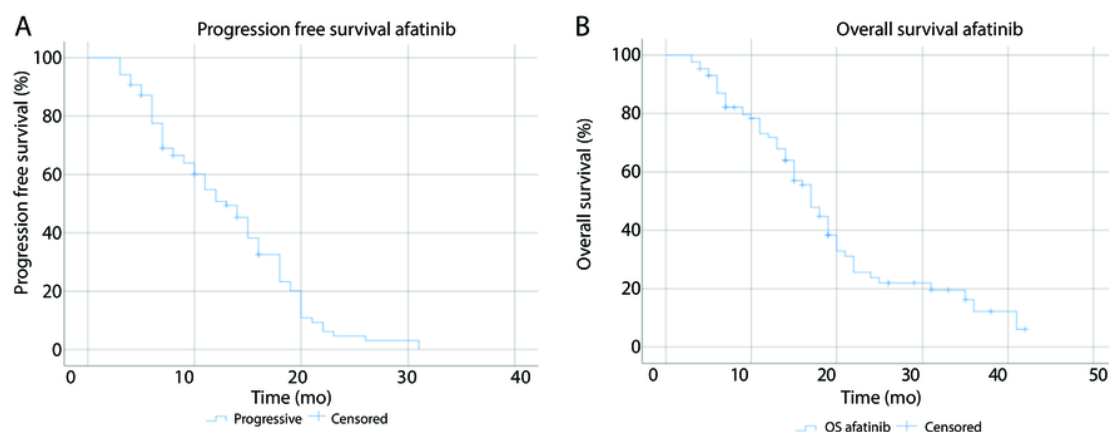 A
Progression free survival afatinib
Progression free survival (%)
100
80
60
40
20
0
0 10 20 30 40
Time (mo)
Progressive Censored
B
Overall survival afatinib
Overall survival (%)
100
80
60
40
20
0
0 10 20 30 40 50
Time (mo)
OS afatinib Censored